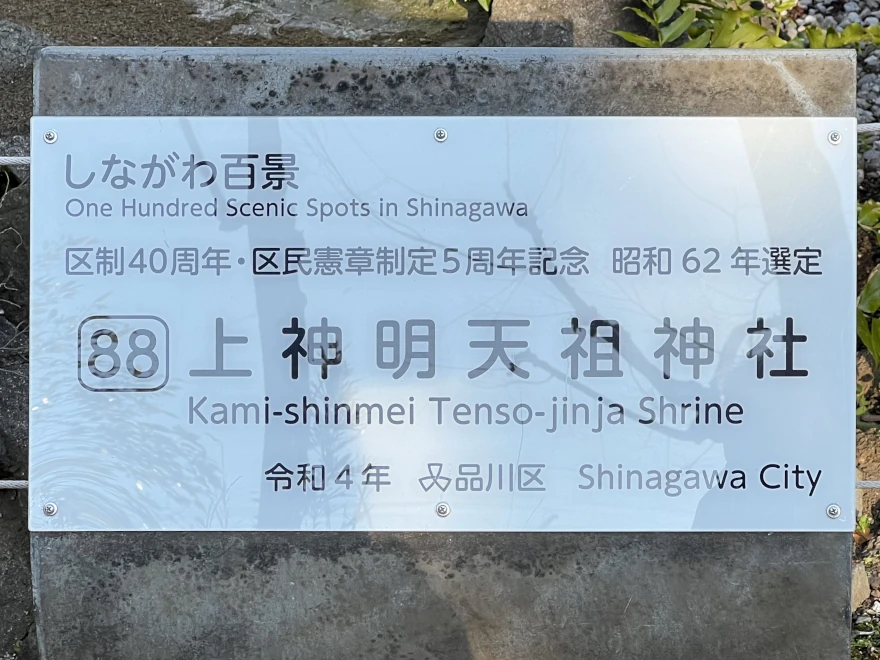 しながわ百景
One Hundred Scenic Spots in Shinagawa
区制40周年・区民憲章制定5周年記念 昭和62年選定
88 上神明天祖神社
Kami-shinmei Tenso-jinja Shrine
令和4年 品川区 Shinagawa City